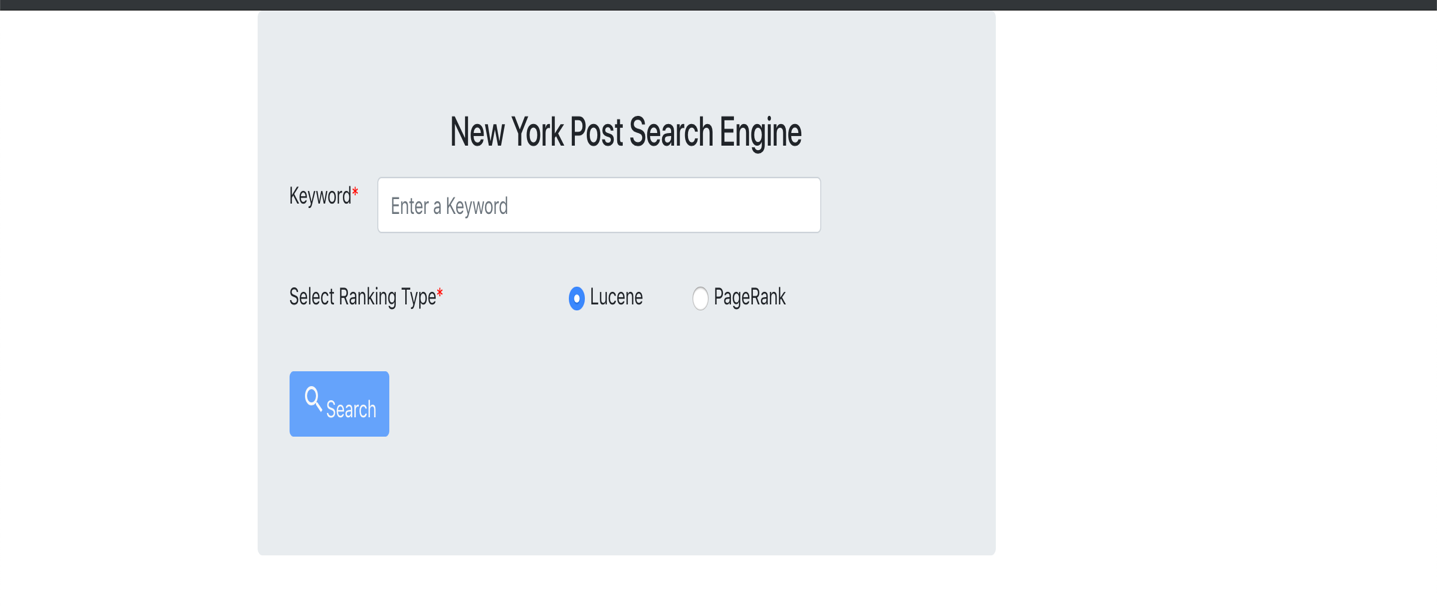 New York Post Search Engine
Keyword*
Enter a Keyword
Select Ranking Type* Lucene PageRank
Search